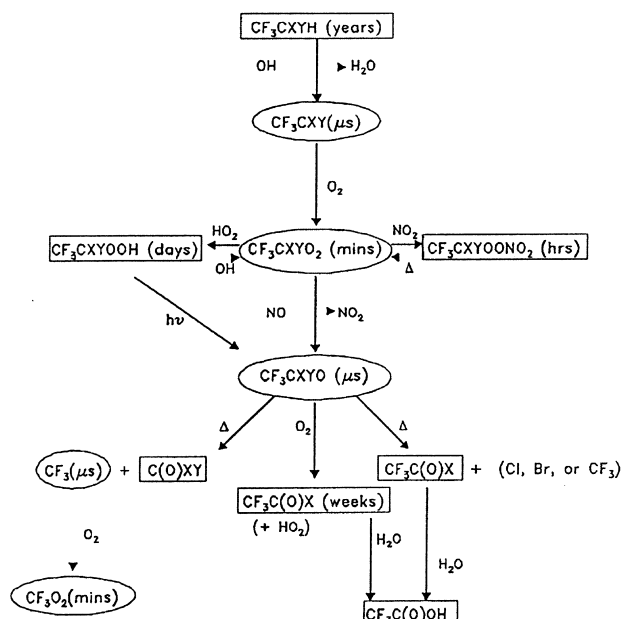 CF₃CXYH (years)
OH ►H₂O
CF₃CXY(μs)
O₂
CF₃CXYOOH (days) HO₂ OH CF₃CXYO₂ (mins) NO₂ Δ CF₃CXYOONO₂ (hrs)
hν NO ►NO₂
CF₃CXYO (μs)
Δ O₂ Δ
CF₃(μs) + C(O)XY
CF₃C(O)X + (Cl, Br, or CF₃)
CF₃C(O)X (weeks)
(+ HO₂)
O₂ H₂O H₂O
CF₃O₂(mins)
CF₃C(O)OH